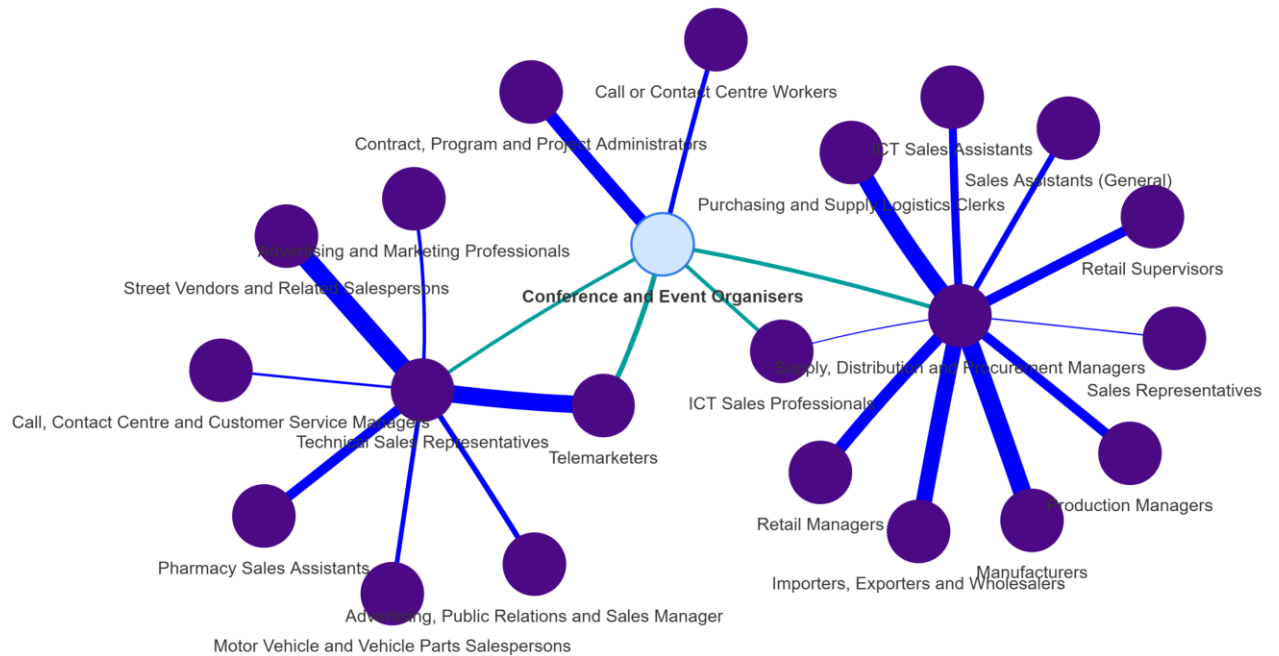 Call or Contact Centre Workers
Contract, Program and Project Administrators
ICT Sales Assistants
Sales Assistants (General)
Purchasing and Supply Logistics Clerks
Advertising and Marketing Professionals
Retail Supervisors
Street Vendors and Related Salespersons
Conference and Event Organisers
Supply, Distribution and Procurement Managers
Sales Representatives
ICT Sales Professionals
Call, Contact Centre and Customer Service Managers
Technical Sales Representatives
Telemarketers
Production Managers
Retail Managers
Pharmacy Sales Assistants
Manufacturers
Importers, Exporters and Wholesalers
Advertising, Public Relations and Sales Manager
Motor Vehicle and Vehicle Parts Salespersons